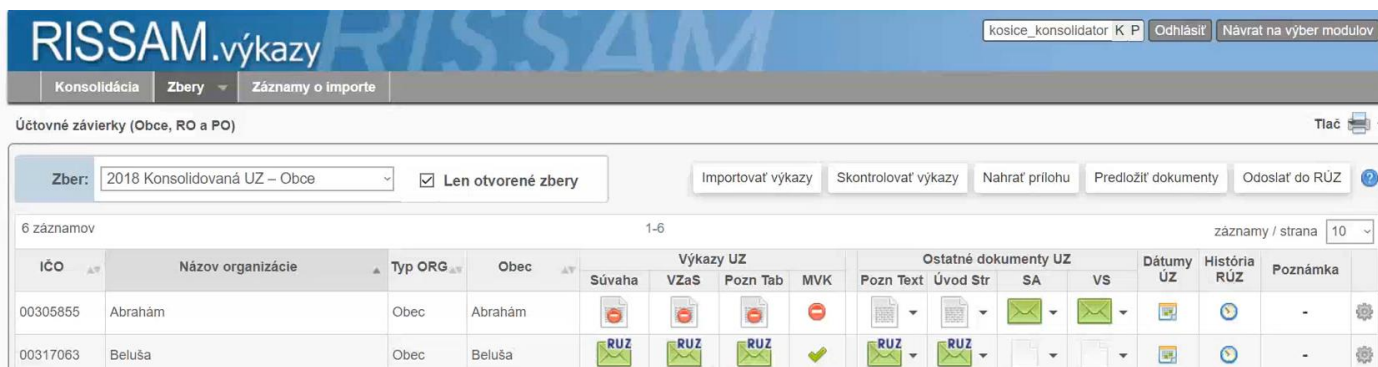 RISSAM.výkazy
RISSAM
kosice_konsolidator K P Odhlásiť Návrat na výber modulov
Konsolidácia Zbery Záznamy o importe
Účtovné závierky (Obce, RO a PO) Tlač
Zber: 2018 Konsolidovaná UZ – Obce Len otvorené zbery Importovať výkazy Skontrolovať výkazy Nahrať prílohu Predložiť dokumenty Odoslať do RÚZ ?
6 záznamov 1-6 záznamy / strana 10
IČO Názov organizácie Typ ORG Obec Výkazy UZ Ostatné dokumenty UZ Dátumy ÚZ História RÚZ Poznámka
Súvaha VZaS Pozn Tab MVK Pozn Text Úvod Str SA VS
00305855 Abrahám Obec Abrahám -
00317063 Beluša Obec Beluša RUZ RUZ RUZ RUZ RUZ -